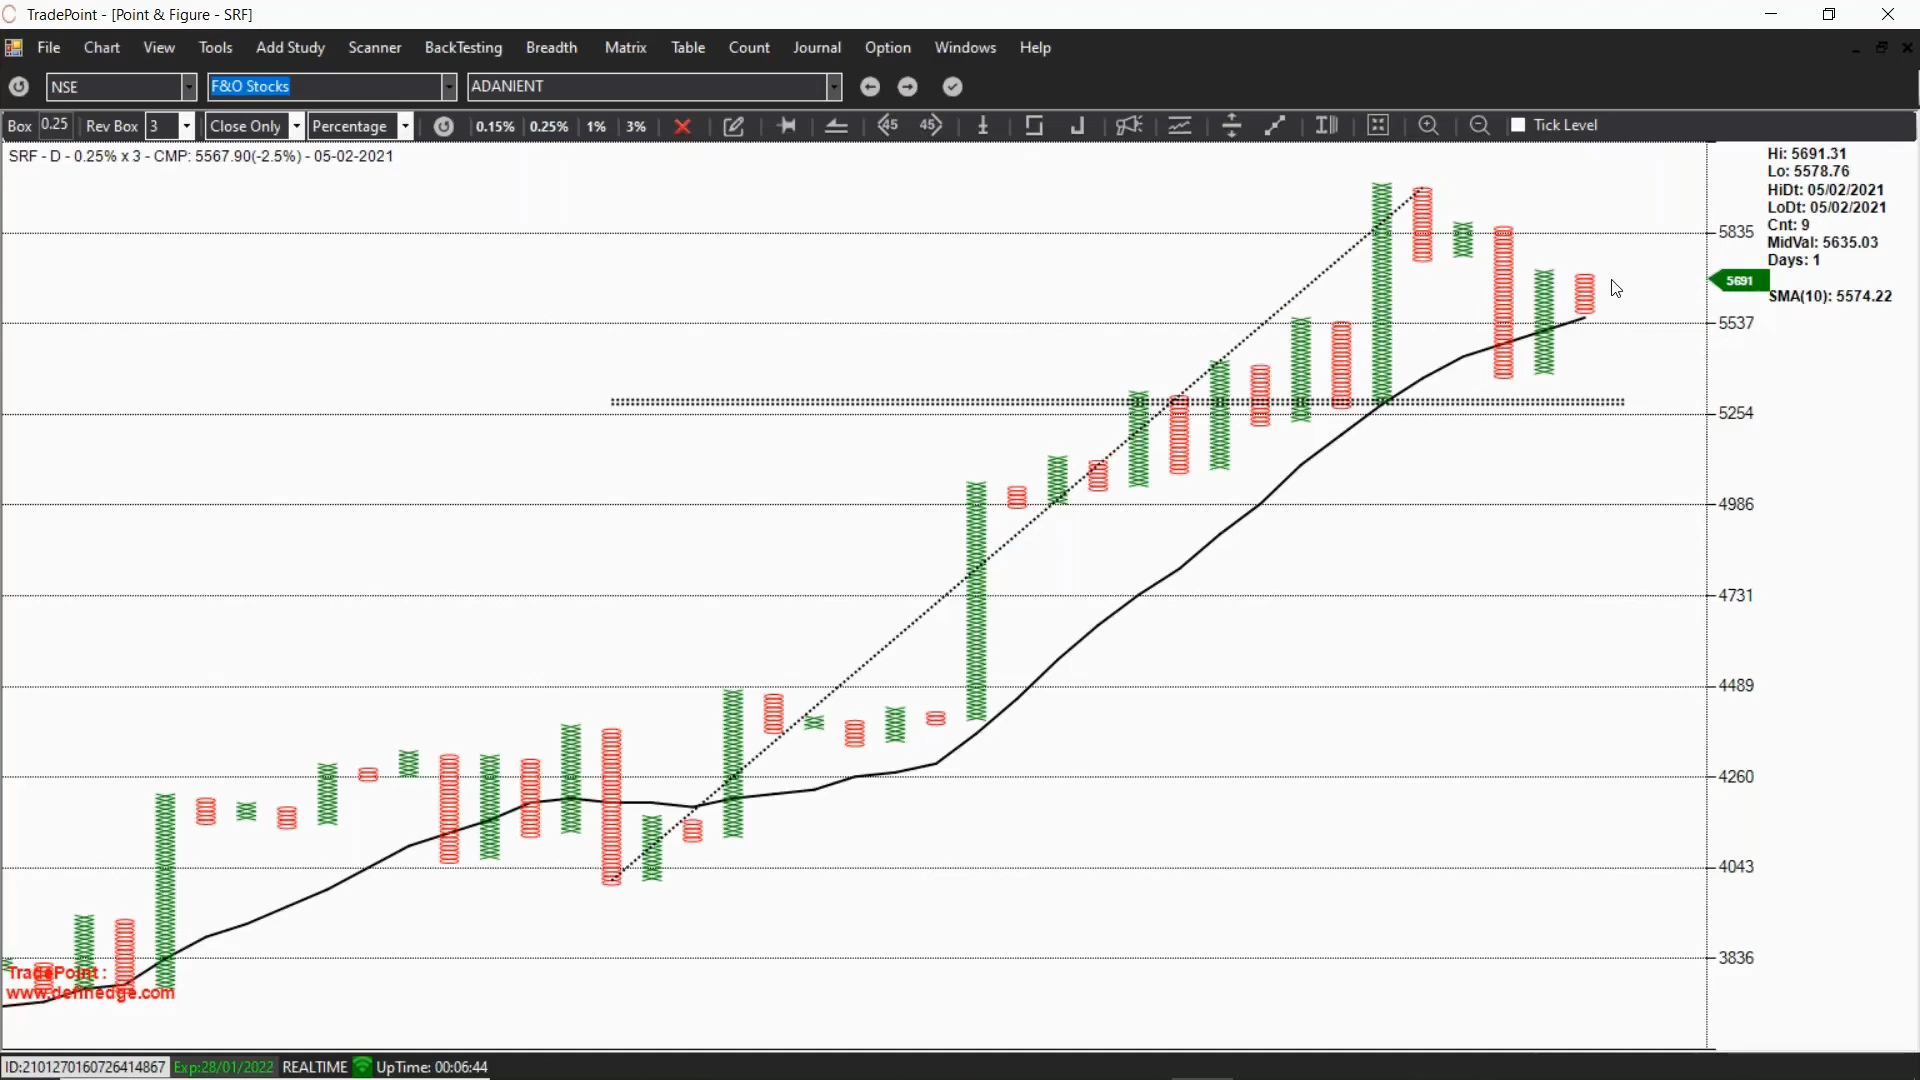 TradePoint - [Point & Figure - SRF]
File Chart View Tools Add Study Scanner BackTesting Breadth Matrix Table Count Journal Option Windows Help
NSE F&O Stocks ADANIENT
Box 0.25 Rev Box 3 Close Only Percentage 0.15% 0.25% 1% 3% 45 45 Tick Level
SRF - D - 0.25% x 3 - CMP: 5567.90(-2.5%) - 05-02-2021
Hi: 5691.31
Lo: 5578.76
HiDt: 05/02/2021
LoDt: 05/02/2021
Cnt: 9
MidVal: 5635.03
Days: 1
SMA(10): 5574.22
5835
5691
5537
5254
4986
4731
4489
4260
4043
3836
TradePoint :
www.definedge.com
ID:2101270160726414867 Exp:28/01/2022 REALTIME UpTime: 00:06:44